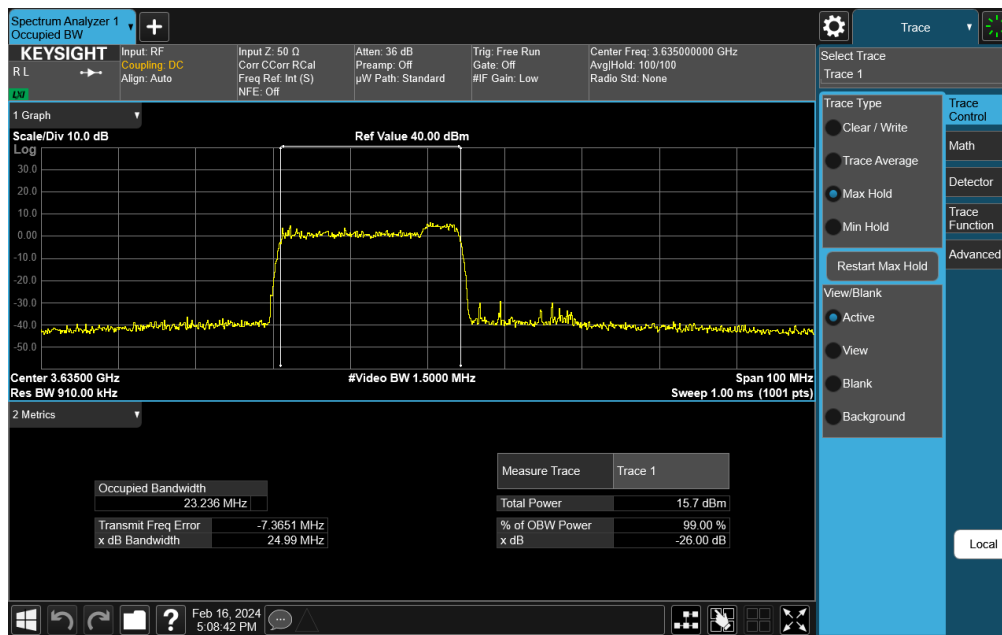 Spectrum Analyzer 1
Occupied BW
KEYSIGHT
R L
LXI
Input: RF
Coupling: DC
Align: Auto
Input Z: 50 Ω
Corr CCorr RCal
Freq Ref: Int (S)
NFE: Off
Atten: 36 dB
Preamp: Off
µW Path: Standard
Trig: Free Run
Gate: Off
#IF Gain: Low
Center Freq: 3.635000000 GHz
Avg|Hold: 100/100
Radio Std: None
1 Graph
Scale/Div 10.0 dB
Ref Value 40.00 dBm
Log
30.0
20.0
10.0
0.00
-10.0
-20.0
-30.0
-40.0
-50.0
Center 3.63500 GHz
#Video BW 1.5000 MHz
Span 100 MHz
Res BW 910.00 kHz
Sweep 1.00 ms (1001 pts)
2 Metrics
Occupied Bandwidth
23.236 MHz
Transmit Freq Error -7.3651 MHz
x dB Bandwidth 24.99 MHz
Measure Trace Trace 1
Total Power 15.7 dBm
% of OBW Power 99.00 %
x dB -26.00 dB
Feb 16, 2024
5:08:42 PM
Trace
Select Trace
Trace 1
Trace Type
Clear / Write
Trace Average
Max Hold
Min Hold
Restart Max Hold
View/Blank
Active
View
Blank
Background
Trace
Control
Math
Detector
Trace
Function
Advanced
Local